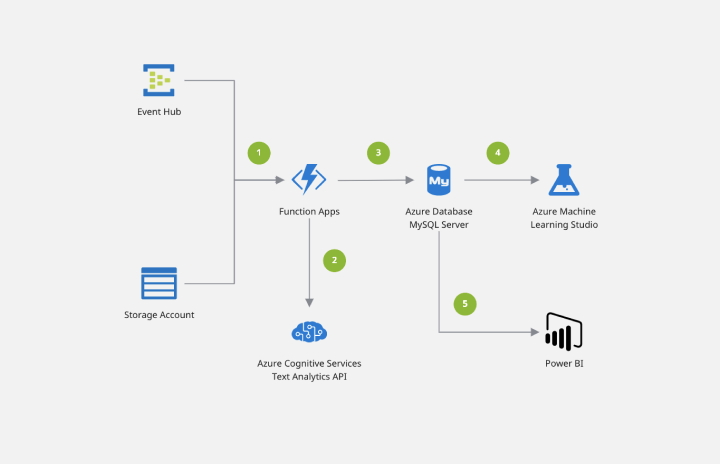 Event Hub
1
3
4
My
Function Apps
Azure Database
MySQL Server
Azure Machine
Learning Studio
2
Storage Account
5
Azure Cognitive Services
Text Analytics API
Power BI